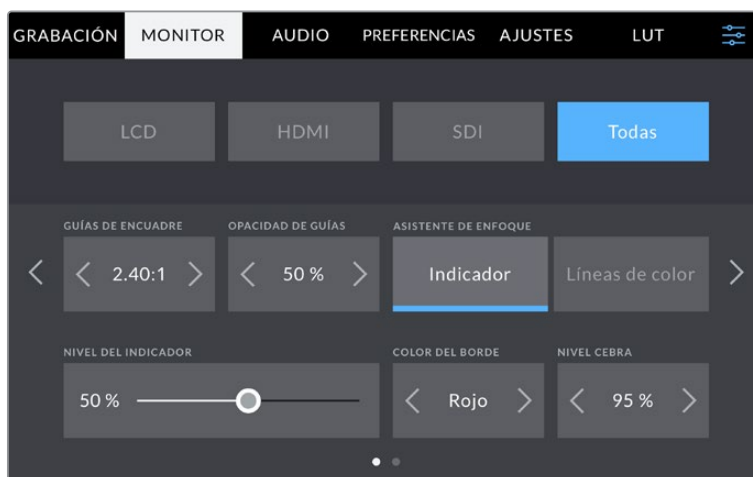 GRABACIÓN MONITOR AUDIO PREFERENCIAS AJUSTES LUT
LCD HDMI SDI Todas
GUÍAS DE ENCUADRE OPACIDAD DE GUÍAS ASISTENTE DE ENFOQUE
2.40:1 50 % Indicador Líneas de color
NIVEL DEL INDICADOR COLOR DEL BORDE NIVEL CEBRA
50 % Rojo 95 %